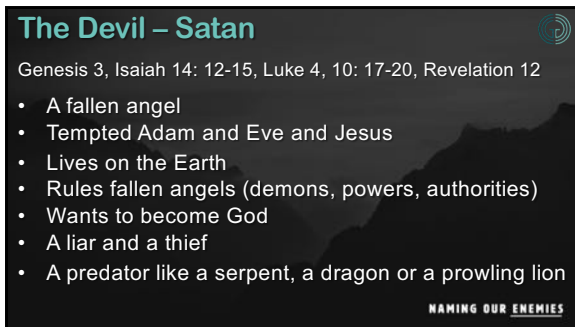 The Devil – Satan
Genesis 3, Isaiah 14: 12-15, Luke 4, 10: 17-20, Revelation 12
• A fallen angel
• Tempted Adam and Eve and Jesus
• Lives on the Earth
• Rules fallen angels (demons, powers, authorities)
• Wants to become God
• A liar and a thief
• A predator like a serpent, a dragon or a prowling lion
NAMING OUR ENEMIES